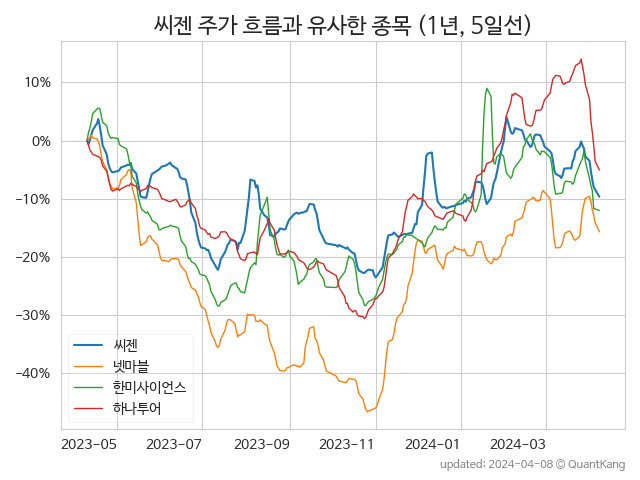 씨젠 주가 흐름과 유사한 종목 (1년, 5일선)
10%
0%
−10%
−20%
−30%
−40%
씨젠
넷마블
한미사이언스
하나투어
2023-05 2023-07 2023-09 2023-11 2024-01 2024-03
updated: 2024-04-08 © QuantKang